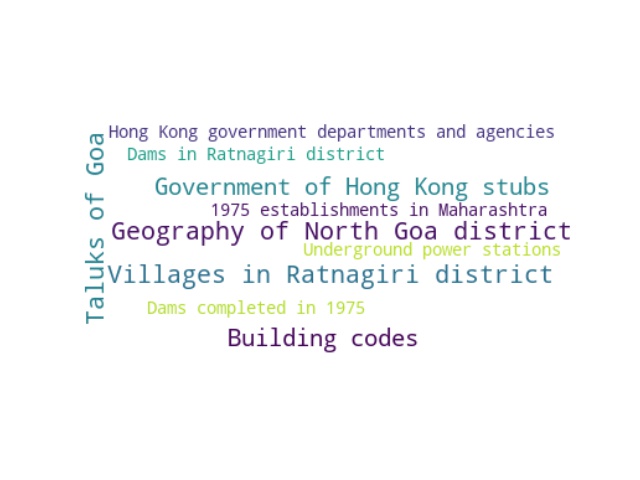 Hong Kong government departments and agencies
Taluks of Goa
Dams in Ratnagiri district
Government of Hong Kong stubs
1975 establishments in Maharashtra
Geography of North Goa district
Underground power stations
Villages in Ratnagiri district
Dams completed in 1975
Building codes